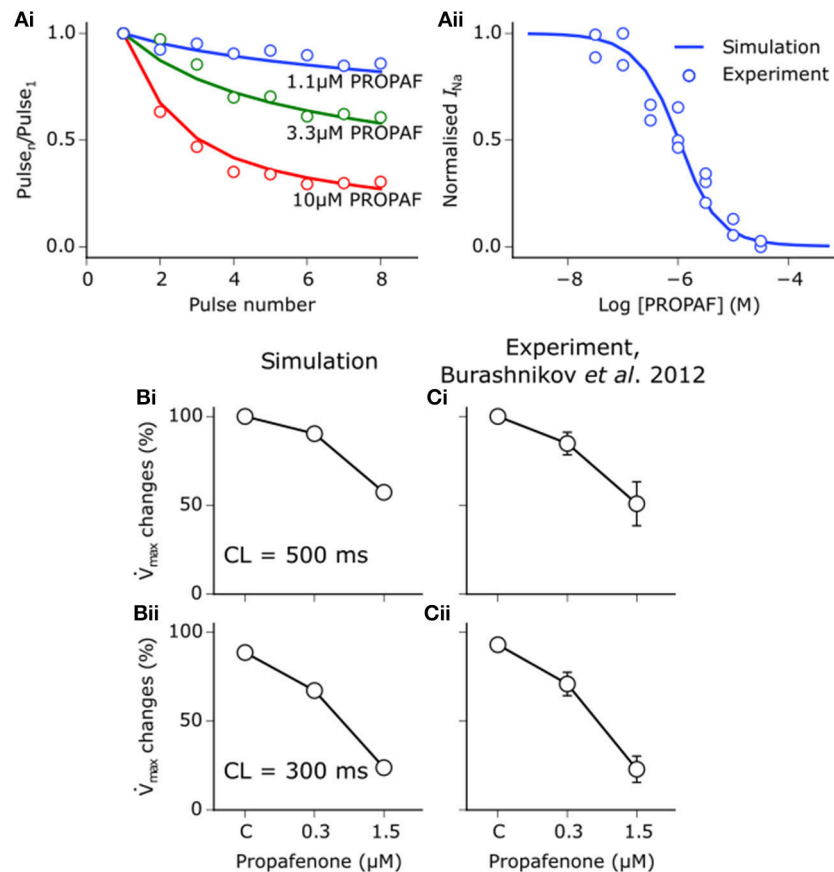 Ai
1.0
0.5
0.0
Pulseₙ/Pulse₁
1.1µM PROPAF
3.3µM PROPAF
10µM PROPAF
0 2 4 6 8
Pulse number
Aii
1.0
0.5
0.0
Normalised I_Na
Simulation
Experiment
−8 −6 −4
Log [PROPAF] (M)
Simulation
Experiment,
Burashnikov et al. 2012
Bi
100
50
0
V̇max changes (%)
CL = 500 ms
Ci
Bii
100
50
0
V̇max changes (%)
CL = 300 ms
C 0.3 1.5
Propafenone (µM)
Cii
C 0.3 1.5
Propafenone (µM)